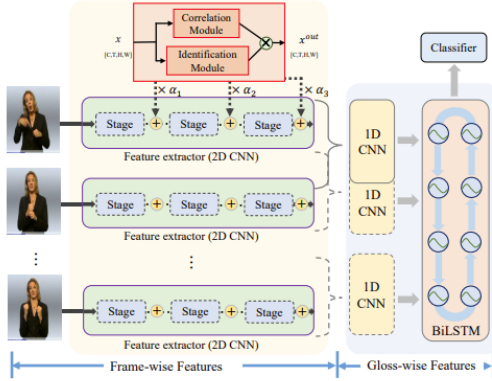 Correlation
Module
x
[C,T,H,W]
x^out
[C,T,H,W]
Identification
Module
× α₁
× α₂
× α₃
Classifier
Stage + Stage + Stage +
Feature extractor (2D CNN)
1D
CNN
Stage + Stage + Stage +
Feature extractor (2D CNN)
1D
CNN
⋮
⋮
Stage + Stage + Stage +
Feature extractor (2D CNN)
1D
CNN
BiLSTM
Frame-wise Features
Gloss-wise Features